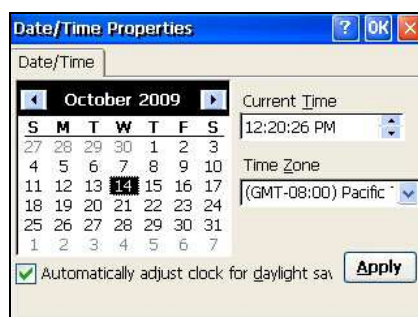 Date/Time Properties ? OK ×
Date/Time
October 2009
S M T W T F S
27 28 29 30 1 2 3
4 5 6 7 8 9 10
11 12 13 14 15 16 17
18 19 20 21 22 23 24
25 26 27 28 29 30 31
1 2 3 4 5 6 7
Current Time
12:20:26 PM
Time Zone
(GMT-08:00) Pacific
Automatically adjust clock for daylight sav
Apply